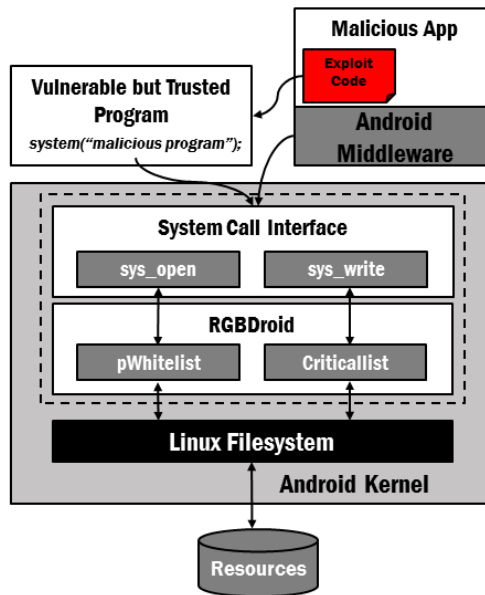 Malicious App
Exploit
Code
Android
Middleware
Vulnerable but Trusted
Program
system(“malicious program”);
System Call Interface
sys_open
sys_write
RGBDroid
pWhitelist
Criticallist
Linux Filesystem
Android Kernel
Resources